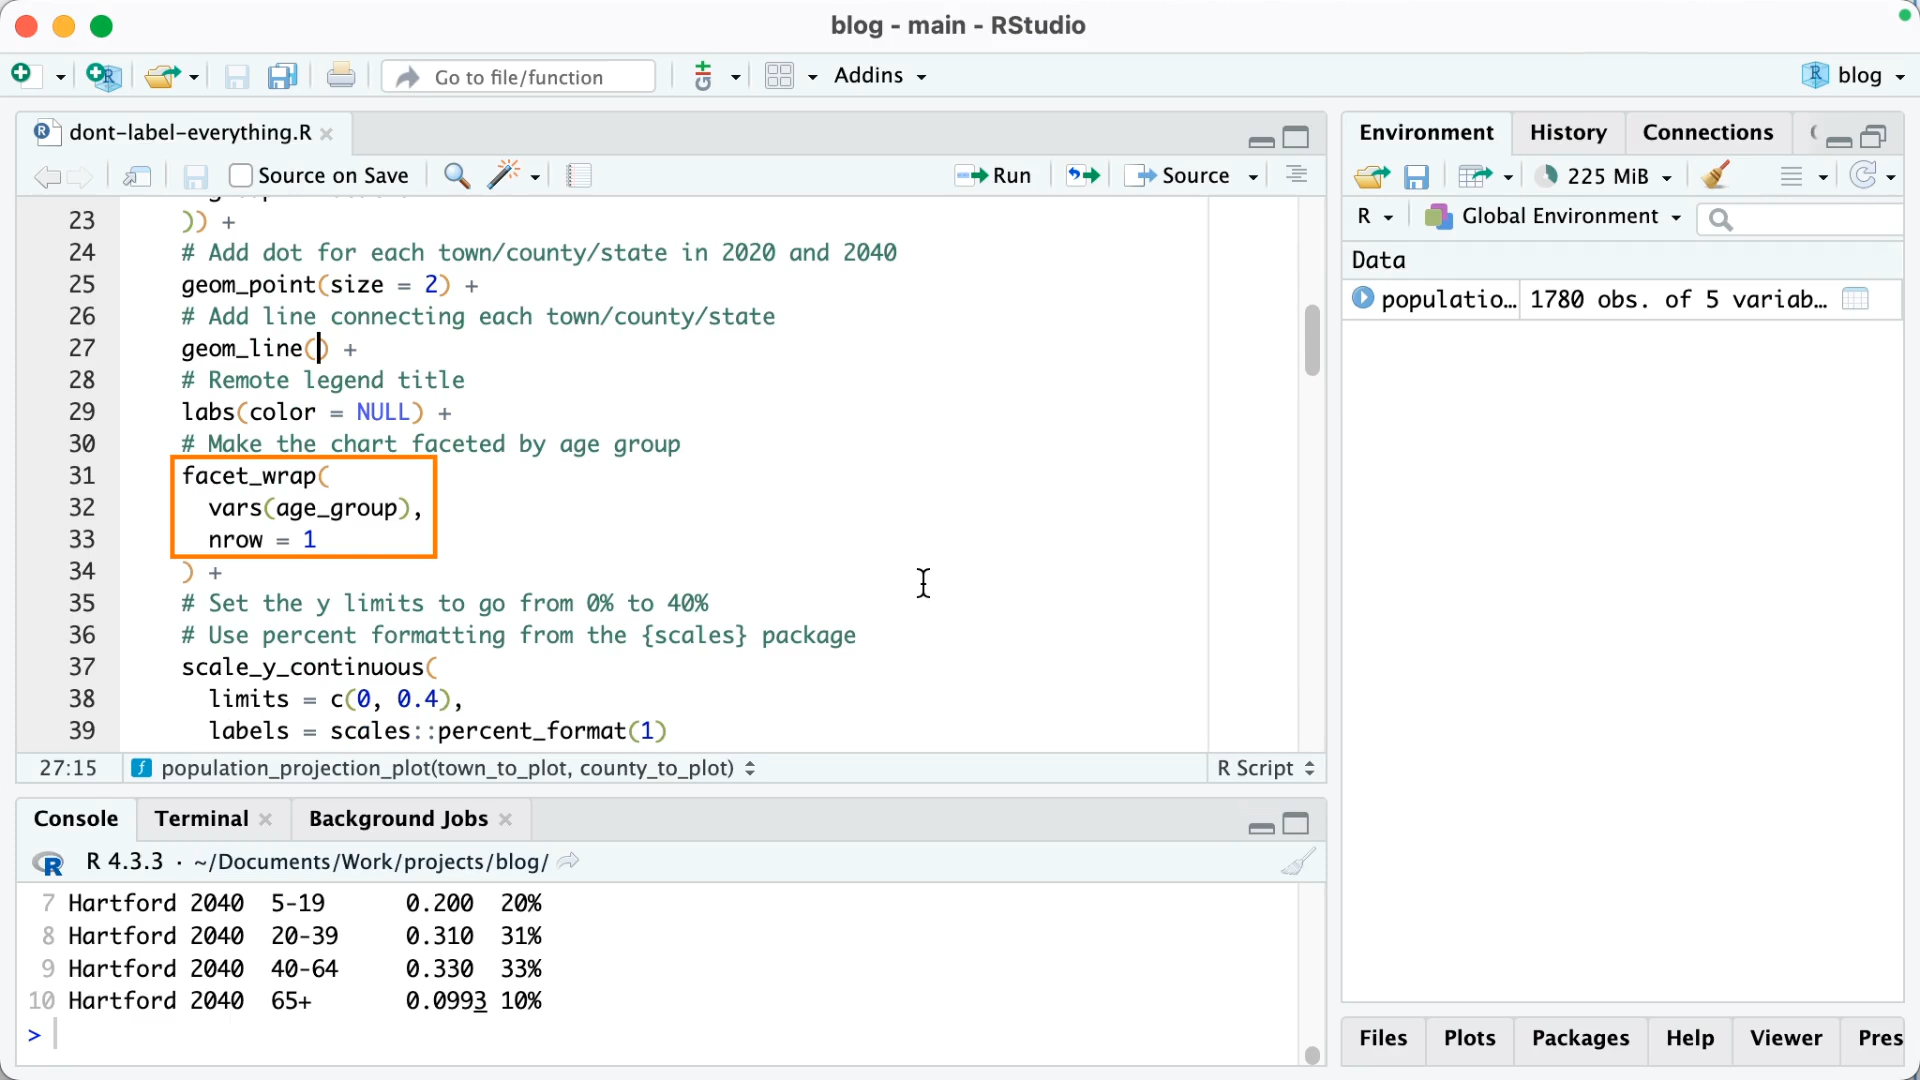 blog - main - RStudio
Go to file/function
Addins
blog
dont-label-everything.R
Source on Save
Run
Source
23 )) +
24 # Add dot for each town/county/state in 2020 and 2040
25 geom_point(size = 2) +
26 # Add line connecting each town/county/state
27 geom_line() +
28 # Remote legend title
29 labs(color = NULL) +
30 # Make the chart faceted by age group
31 facet_wrap(
32 vars(age_group),
33 nrow = 1
34 ) +
35 # Set the y limits to go from 0% to 40%
36 # Use percent formatting from the {scales} package
37 scale_y_continuous(
38 limits = c(0, 0.4),
39 labels = scales::percent_format(1)
27:15 population_projection_plot(town_to_plot, county_to_plot) R Script
Console Terminal Background Jobs
R 4.3.3 · ~/Documents/Work/projects/blog/
7 Hartford 2040 5-19 0.200 20%
8 Hartford 2040 20-39 0.310 31%
9 Hartford 2040 40-64 0.330 33%
10 Hartford 2040 65+ 0.0993 10%
>
Environment History Connections
225 MiB
R Global Environment
Data
populatio… 1780 obs. of 5 variab…
Files Plots Packages Help Viewer Pres